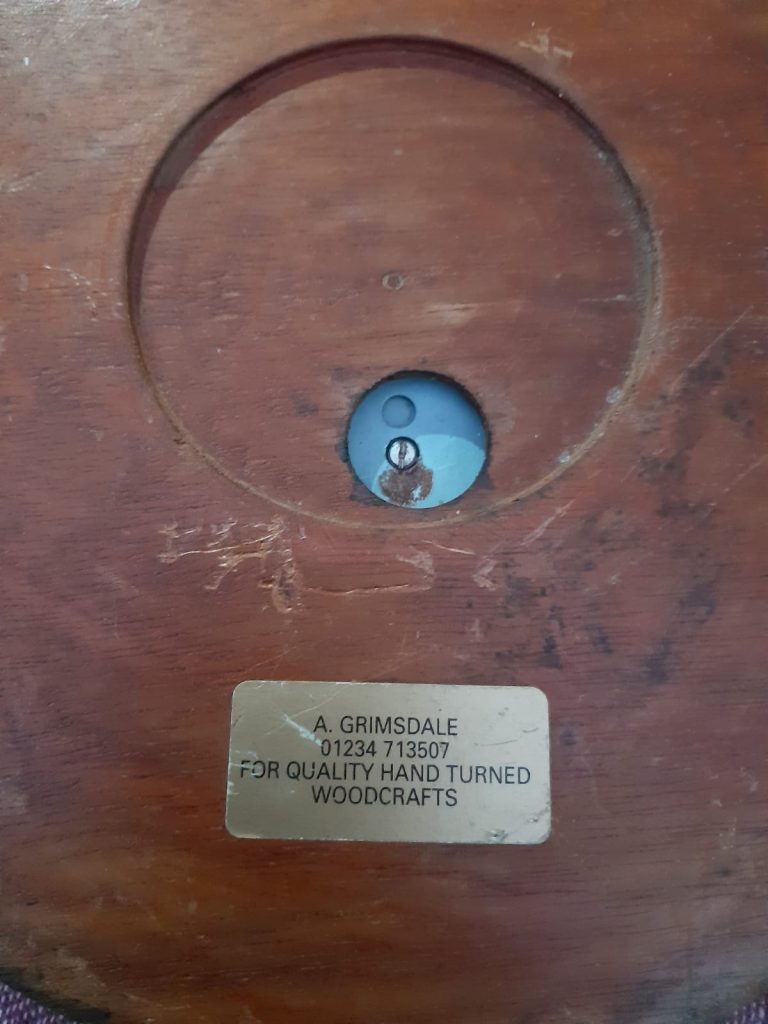 A. GRIMSDALE
01234 713507
FOR QUALITY HAND TURNED
WOODCRAFTS